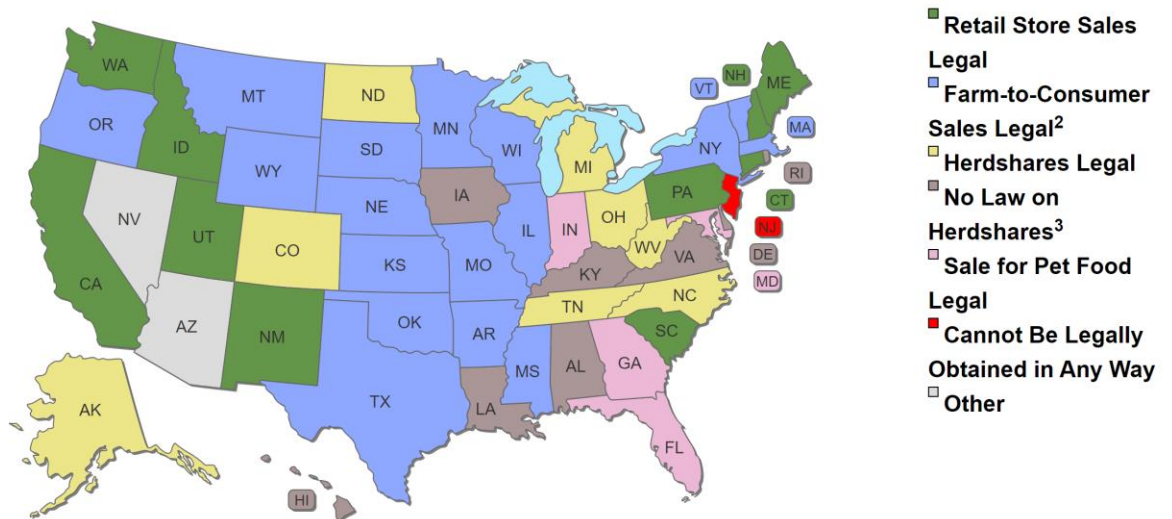 WA
MT
ND
MN
VT
NH
ME
OR
ID
SD
WI
MI
NY
MA
WY
RI
NV
UT
CO
NE
IA
IL
IN
OH
PA
CT
NJ
CA
KS
MO
KY
WV
VA
DE
MD
AZ
NM
OK
AR
TN
NC
SC
TX
LA
MS
AL
GA
FL
AK
HI
Retail Store Sales
Legal
Farm-to-Consumer
Sales Legal²
Herdshares Legal
No Law on
Herdshares³
Sale for Pet Food
Legal
Cannot Be Legally
Obtained in Any Way
Other